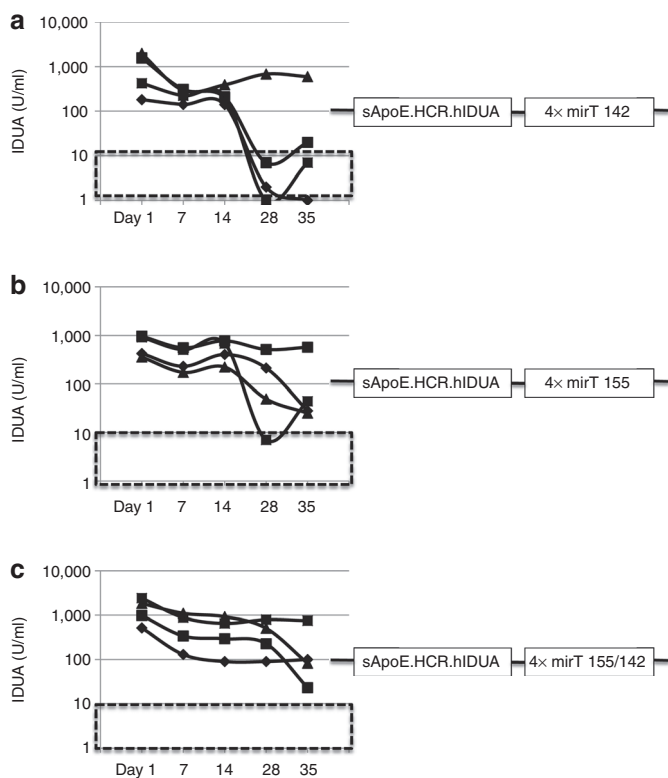 a
IDUA (U/ml)
10,000
1,000
100
10
1
Day 1 7 14 28 35
sApoE.HCR.hIDUA 4× mirT 142
b
IDUA (U/ml)
10,000
1,000
100
10
1
Day 1 7 14 28 35
sApoE.HCR.hIDUA 4× mirT 155
c
IDUA (U/ml)
10,000
1,000
100
10
1
Day 1 7 14 28 35
sApoE.HCR.hIDUA 4× mirT 155/142